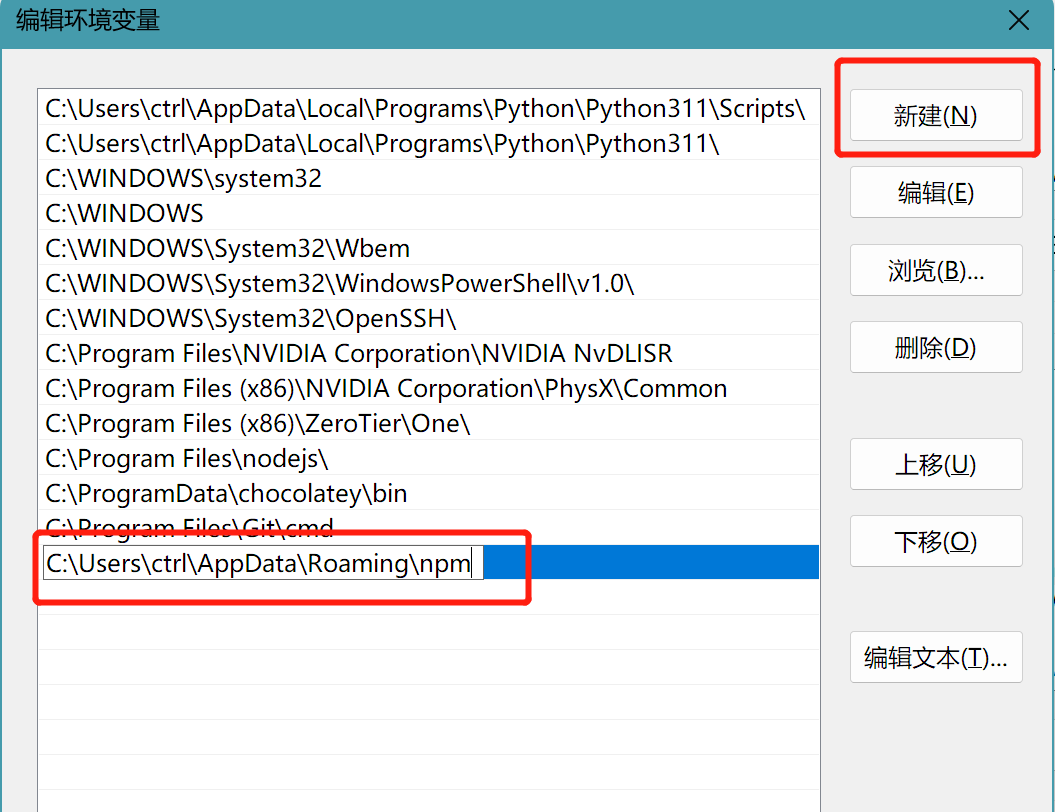 编辑环境变量
C:\Users\ctrl\AppData\Local\Programs\Python\Python311\Scripts\
C:\Users\ctrl\AppData\Local\Programs\Python\Python311\
C:\WINDOWS\system32
C:\WINDOWS
C:\WINDOWS\System32\Wbem
C:\WINDOWS\System32\WindowsPowerShell\v1.0\
C:\WINDOWS\System32\OpenSSH\
C:\Program Files\NVIDIA Corporation\NVIDIA NvDLISR
C:\Program Files (x86)\NVIDIA Corporation\PhysX\Common
C:\Program Files (x86)\ZeroTier\One\
C:\Program Files\nodejs\
C:\ProgramData\chocolatey\bin
C:\Program Files\Git\cmd
C:\Users\ctrl\AppData\Roaming\npm
新建(N)
编辑(E)
浏览(B)...
删除(D)
上移(U)
下移(O)
编辑文本(T)...